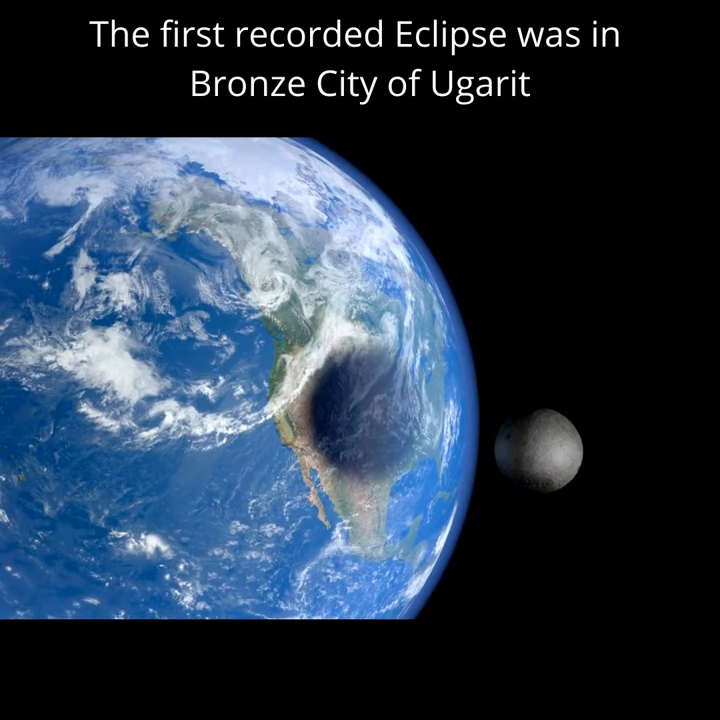 The first recorded Eclipse was in
Bronze City of Ugarit